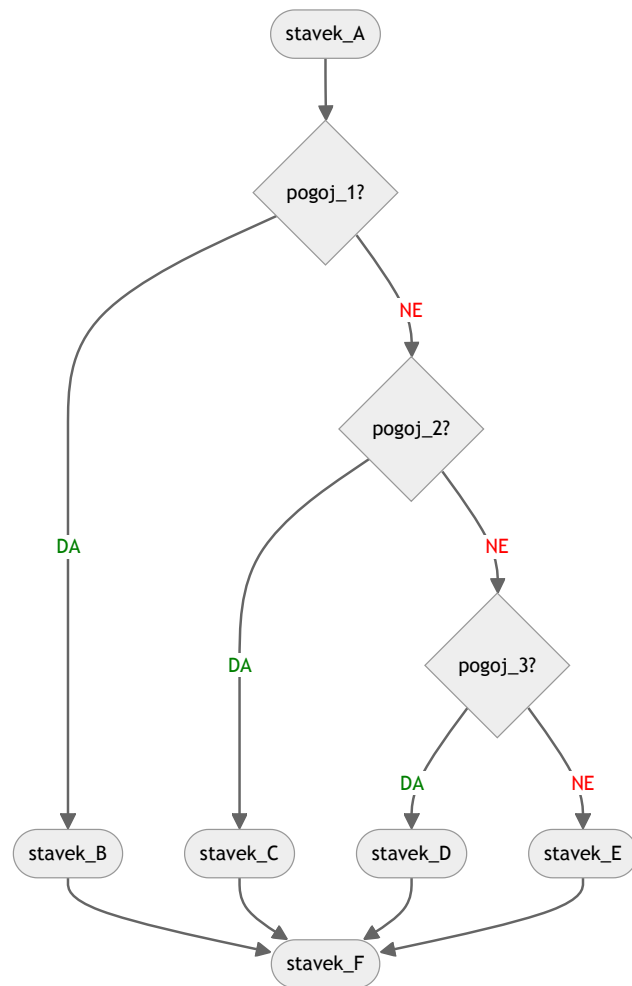 stavek_A
pogoj_1?
NE
pogoj_2?
DA
NE
DA
pogoj_3?
DA
NE
stavek_B
stavek_C
stavek_D
stavek_E
stavek_F